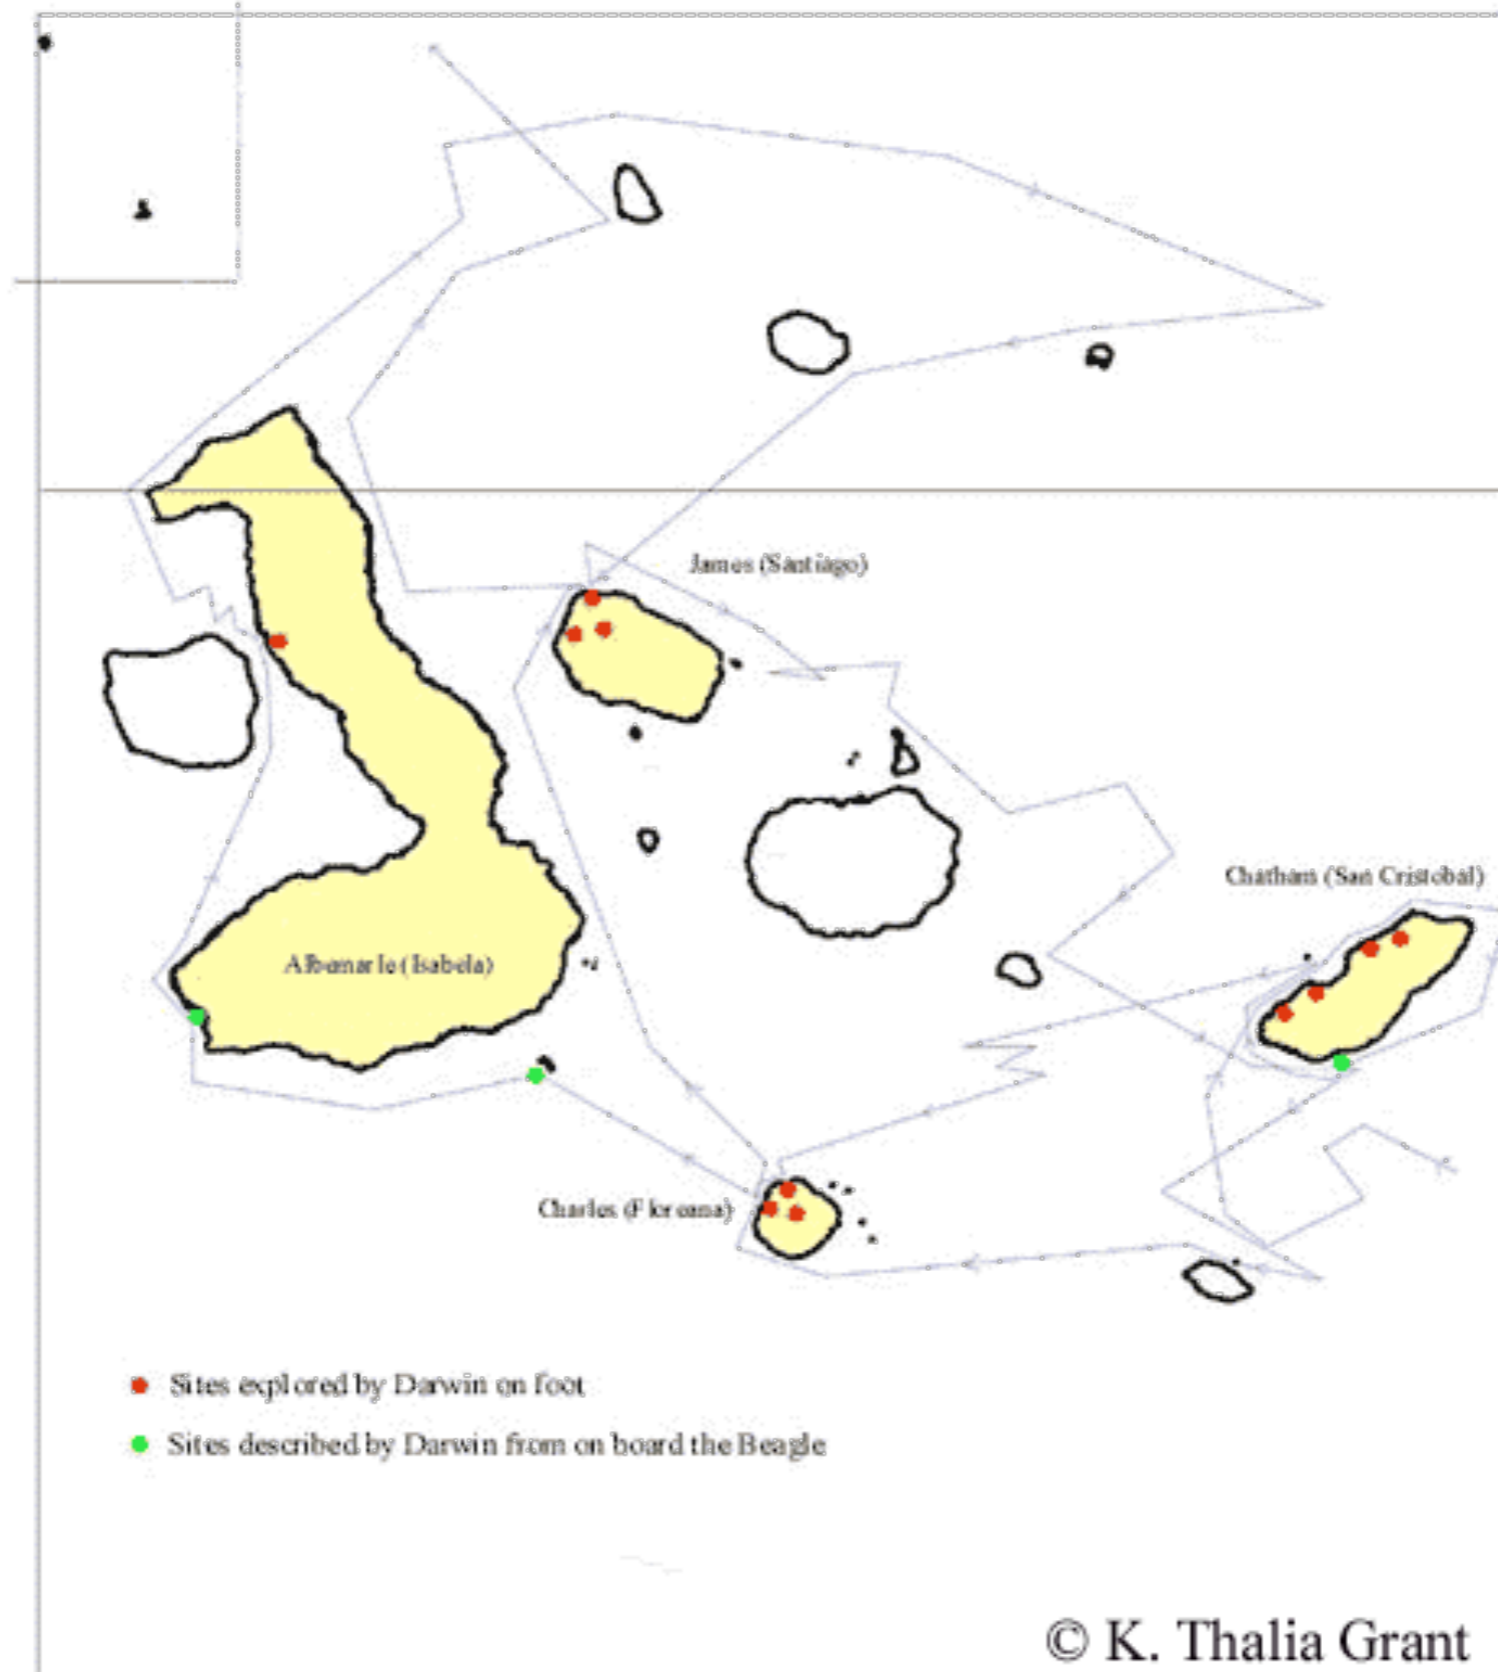 James (Santiago)
Chatham (San Cristobal)
Albemarle (Isabela)
Charles (Floreana)
Sites explored by Darwin on foot
Sites described by Darwin from on board the Beagle
© K. Thalia Grant